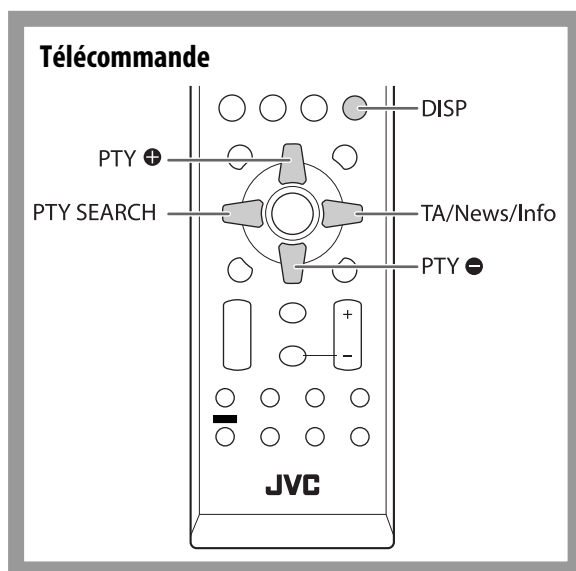 Télécommande
DISP
PTY +
PTY SEARCH
TA/News/Info
PTY -
+
-
JVC